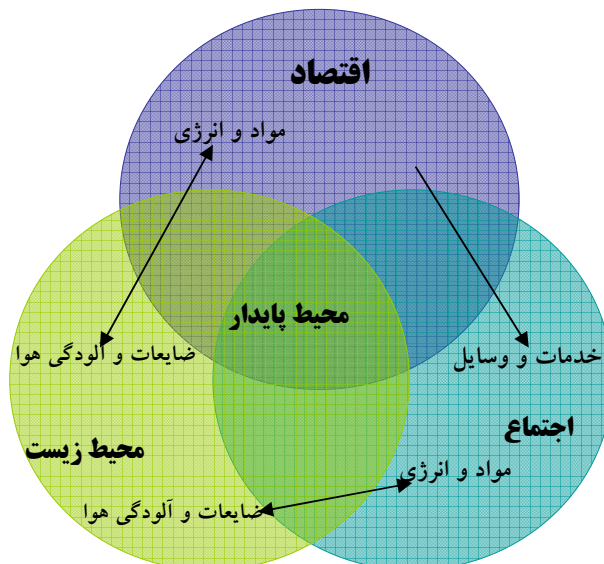 اقتصاد
مواد و انرژی
محیط پایدار
خدمات و وسایل
ضایعات و آلودگی هوا
اجتماع
محیط زیست
مواد و انرژی
ضایعات و آلودگی هوا